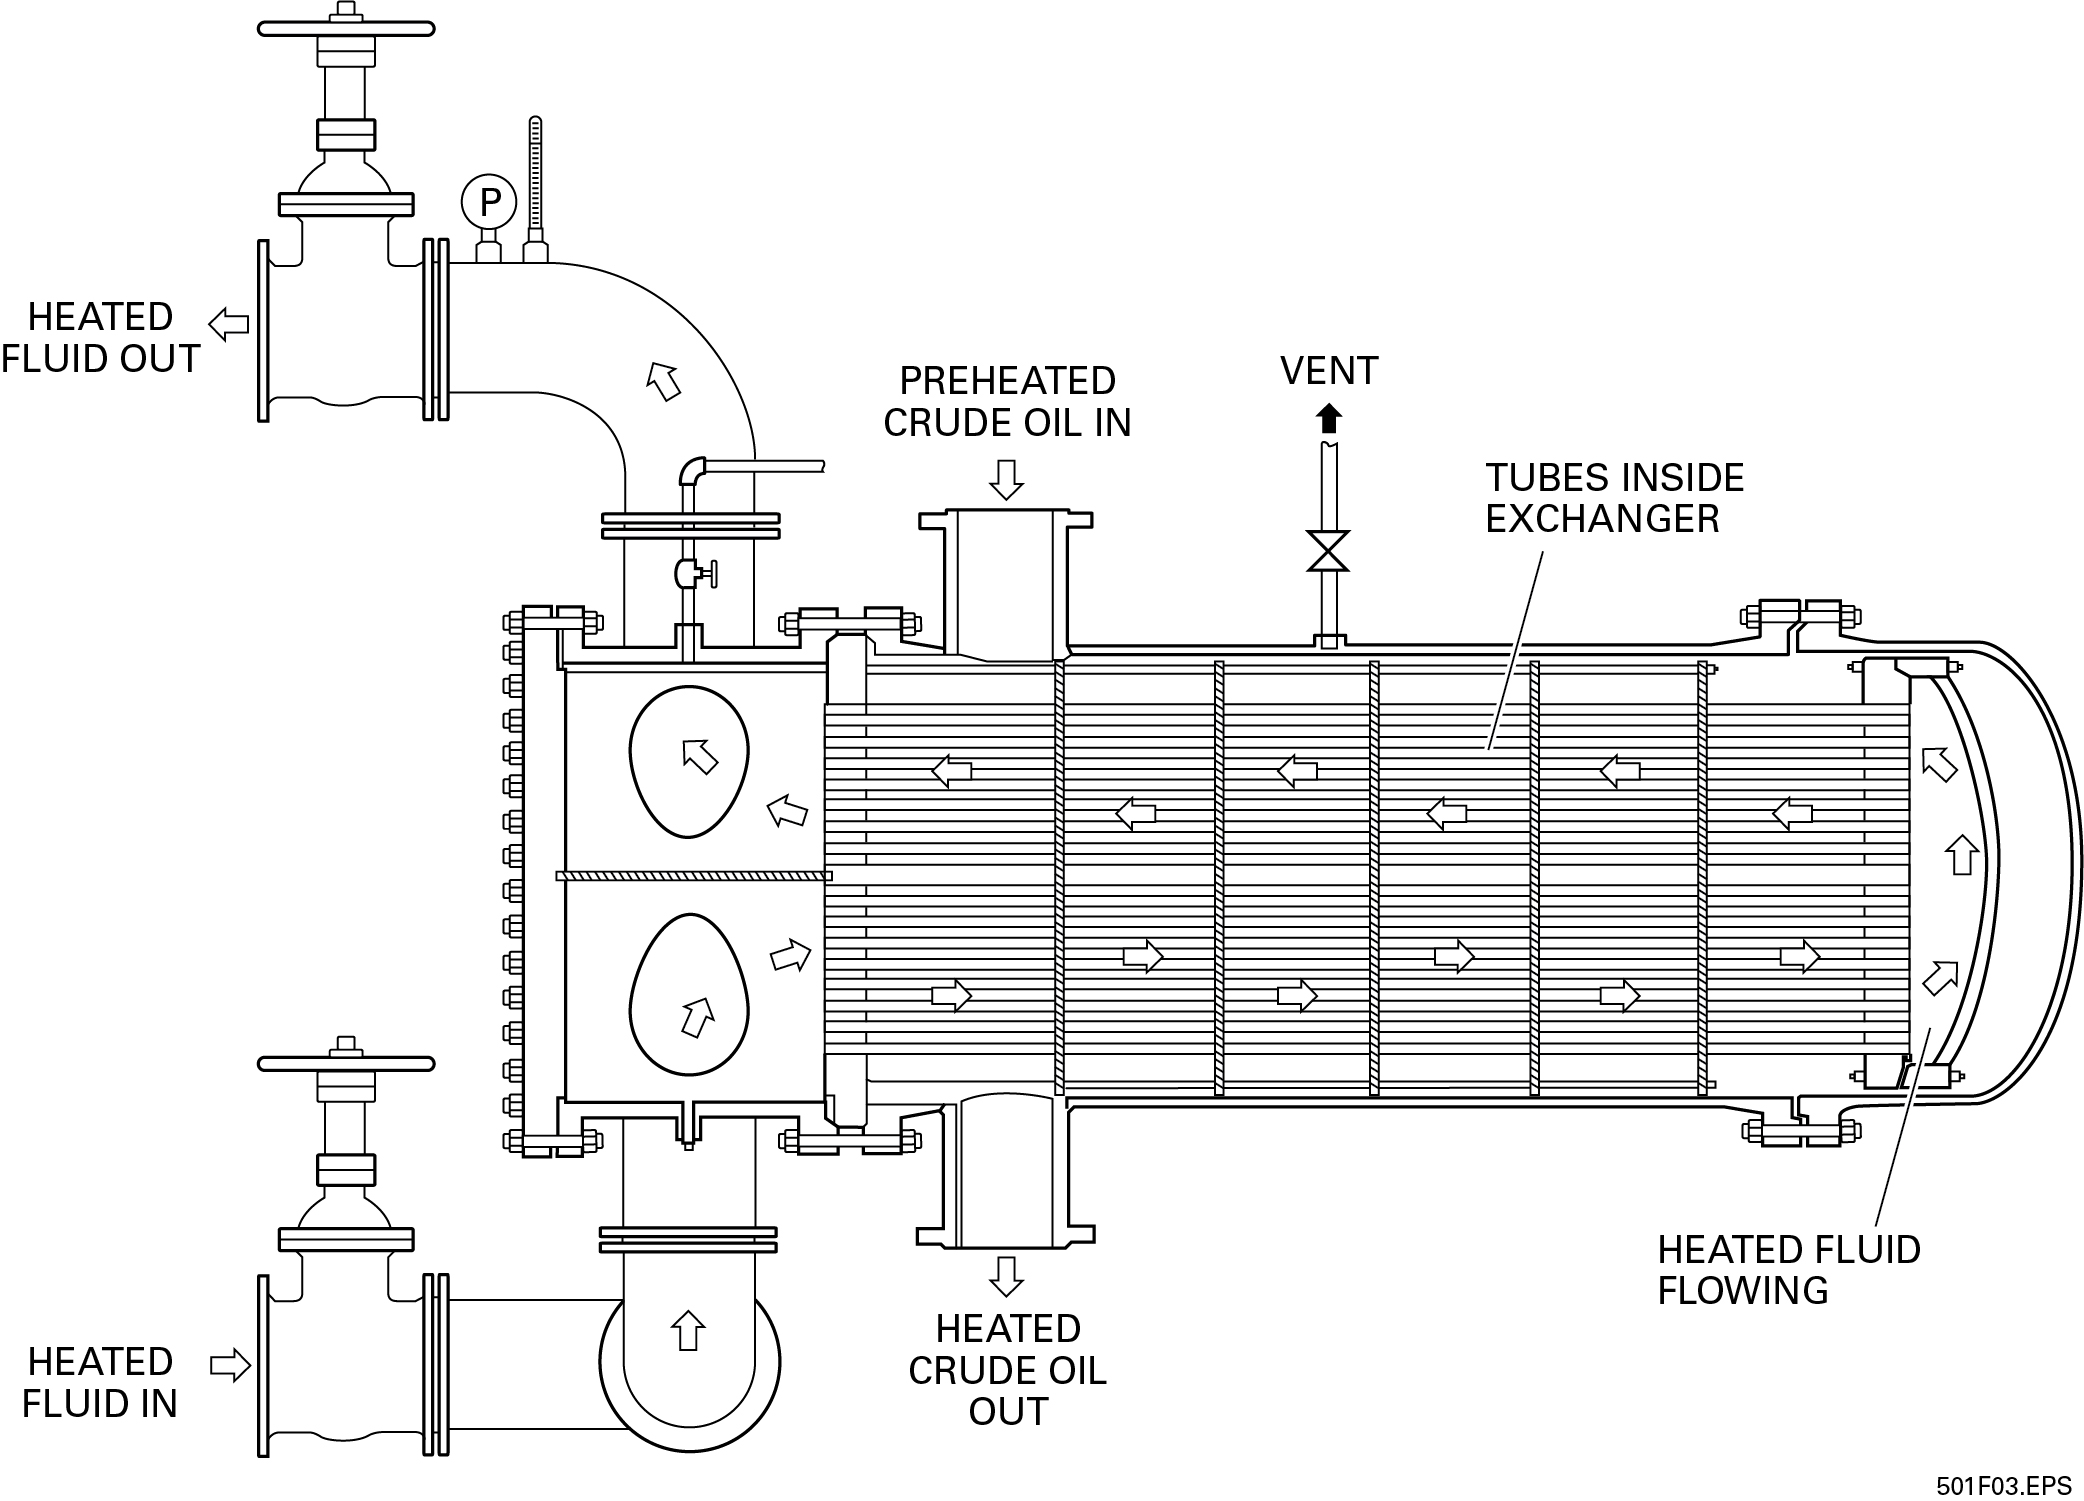 P
HEATED
FLUID OUT
PREHEATED
CRUDE OIL IN
VENT
TUBES INSIDE
EXCHANGER
HEATED FLUID
FLOWING
HEATED
CRUDE OIL
OUT
HEATED
FLUID IN
501F03.EPS